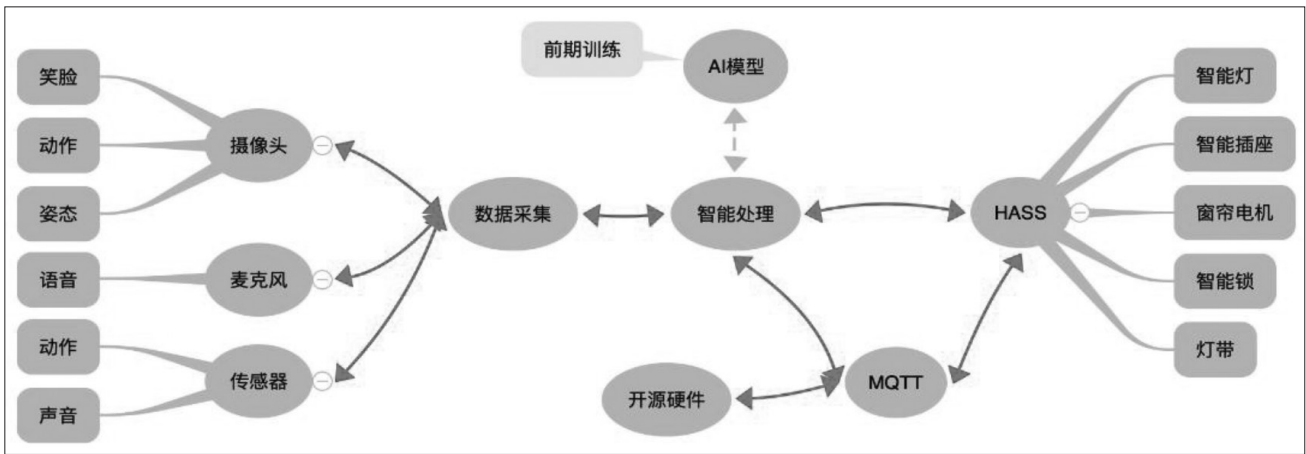 前期训练
AI模型
笑脸
动作
姿态
摄像头
语音
麦克风
动作
声音
传感器
数据采集
智能处理
开源硬件
MQTT
HASS
智能灯
智能插座
窗帘电机
智能锁
灯带